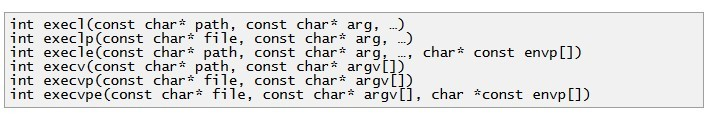 int execl(const char* path, const char* arg, …)
int execlp(const char* file, const char* arg, …)
int execle(const char* path, const char* arg, …, char* const envp[])
int execv(const char* path, const char* argv[])
int execvp(const char* file, const char* argv[])
int execvpe(const char* file, const char* argv[], char *const envp[])